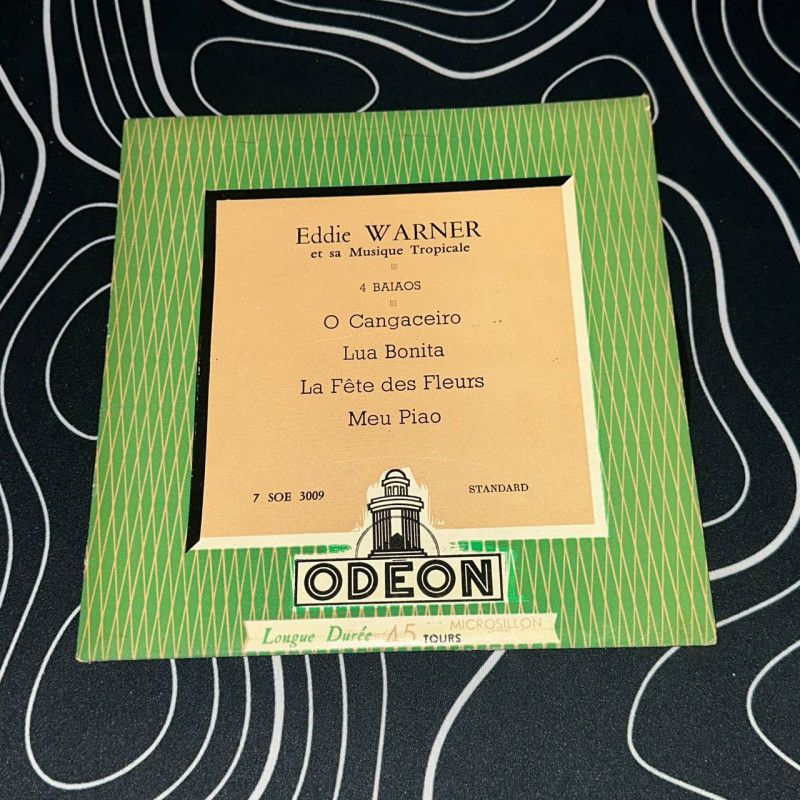 Eddie WARNER
et sa Musique Tropicale
4 BAIAOS
O Cangaceiro
Lua Bonita
La Fête des Fleurs
Meu Piao
7 SOE 3009
STANDARD
ODEON
Longue Durée 45 TOURS MICROSILLON